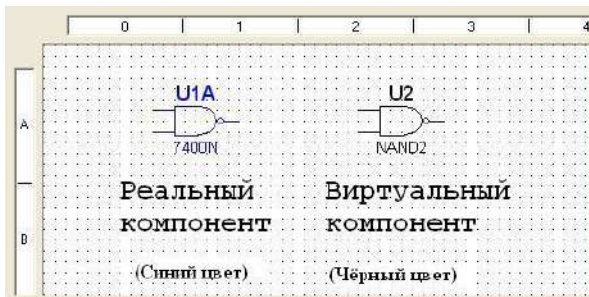 0 1 2 3 4
A
U1A U2
7400N NAND2
Реальный Виртуальный
компонент компонент
B
(Синий цвет) (Чёрный цвет)